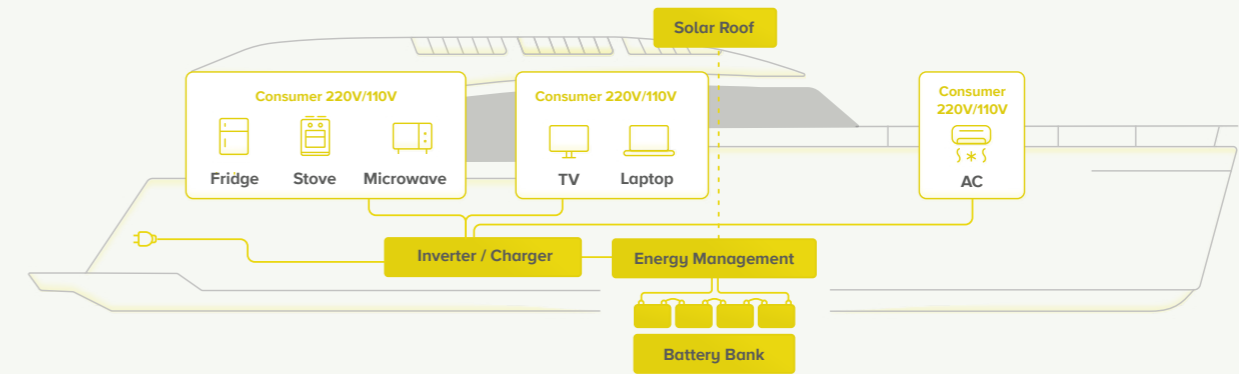 Solar Roof
Consumer 220V/110V
Fridge
Stove
Microwave
Consumer 220V/110V
TV
Laptop
Consumer
220V/110V
AC
Inverter / Charger
Energy Management
Battery Bank